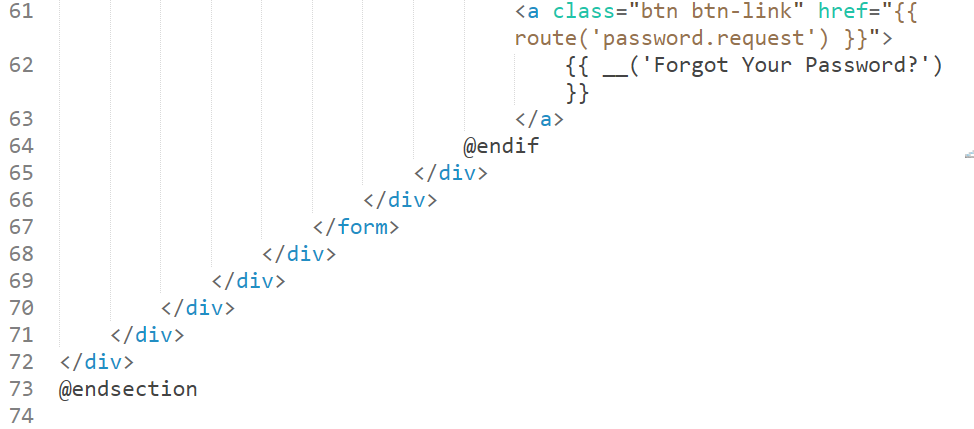 61 <a class="btn btn-link" href="{{
route('password.request') }}">
62 {{ __('Forgot Your Password?')
}}
63 </a>
64 @endif
65 </div>
66 </div>
67 </form>
68 </div>
69 </div>
70 </div>
71 </div>
72 </div>
73 @endsection
74